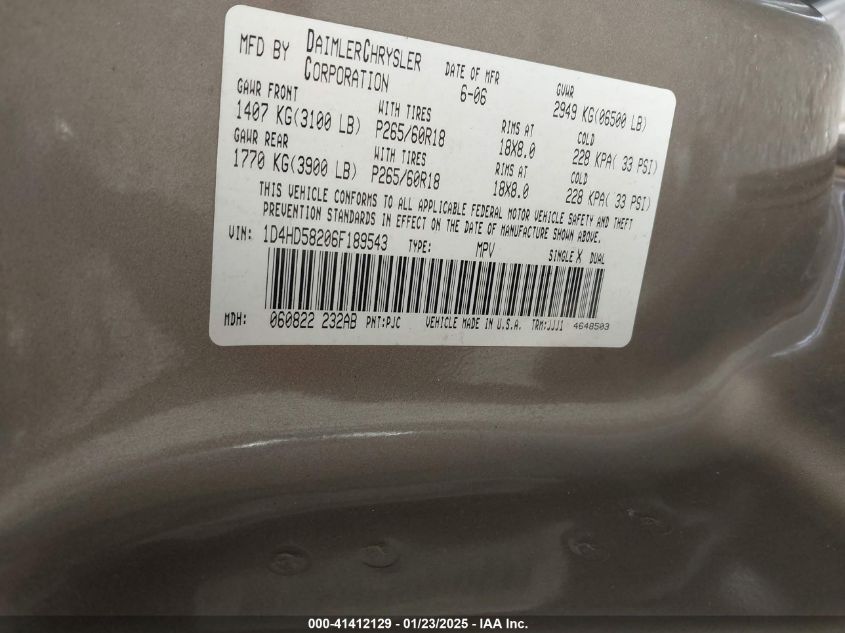 MFD BY DAIMLERCHRYSLER CORPORATION DATE OF MFR 6-06 GVWR 2949 KG(06500 LB)
GAWR FRONT WITH TIRES RIMS AT COLD
1407 KG(3100 LB) P265/60R18 18X8.0 228 KPA( 33 PSI)
GAWR REAR WITH TIRES RIMS AT COLD
1770 KG(3900 LB) P265/60R18 18X8.0 228 KPA( 33 PSI)
THIS VEHICLE CONFORMS TO ALL APPLICABLE FEDERAL MOTOR VEHICLE SAFETY AND THEFT
PREVENTION STANDARDS IN EFFECT ON THE DATE OF MANUFACTURE SHOWN ABOVE.
VIN: 1D4HD58206F189543 TYPE: MPV SINGLE X DUAL
MDH: 060822 232AB PNT:PJC VEHICLE MADE IN U.S.A. TRM:JJJ1 4648503
000-41412129 - 01/23/2025 - IAA Inc.